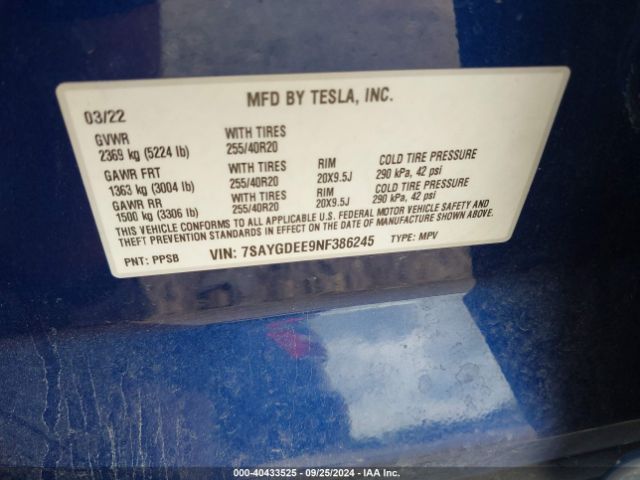 MFD BY TESLA, INC.
03/22
GVWR WITH TIRES
2369 kg (5224 lb) 255/40R20
GAWR FRT WITH TIRES RIM COLD TIRE PRESSURE
1363 kg (3004 lb) 255/40R20 20X9.5J 290 kPa, 42 psi
GAWR RR WITH TIRES RIM COLD TIRE PRESSURE
1500 kg (3306 lb) 255/40R20 20X9.5J 290 kPa, 42 psi
THIS VEHICLE CONFORMS TO ALL APPLICABLE U.S. FEDERAL MOTOR VEHICLE SAFETY AND
THEFT PREVENTION STANDARDS IN EFFECT ON THE DATE OF MANUFACTURE SHOWN ABOVE.
PNT: PPSB VIN: 7SAYGDEE9NF386245 TYPE: MPV
000-40433525 - 09/25/2024 - IAA Inc.